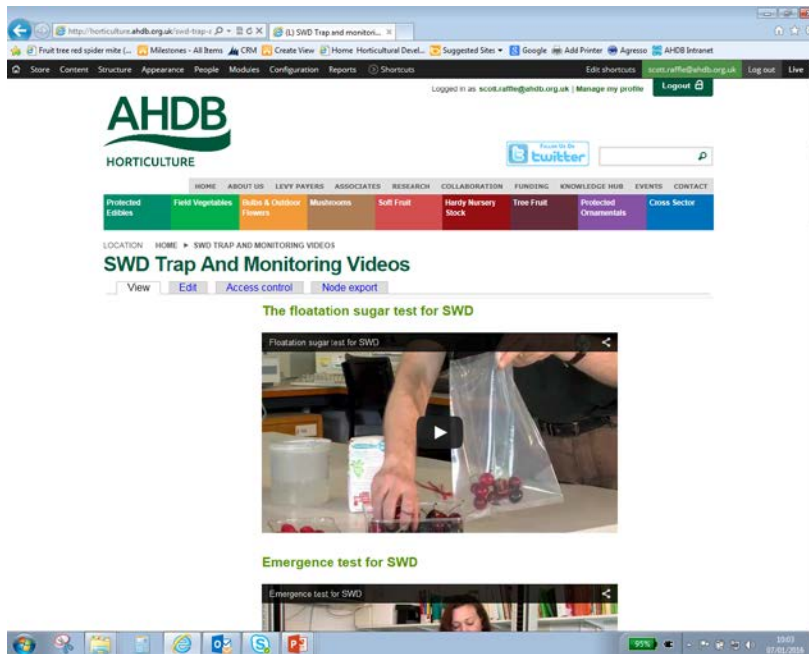 http://horticulture.ahdb.org.uk/swd-trap-a
(L) SWD Trap and monitori...
Fruit tree red spider mite (... Milestones - All Items CRM Create View Home Horticultural Devel... Suggested Sites Google Add Printer Agresso AHDB Intranet
Store Content Structure Appearance People Modules Configuration Reports Shortcuts Edit shortcuts scott.raffle@ahdb.org.uk Log out Live
Logged in as scott.raffle@ahdb.org.uk | Manage my profile Logout
AHDB
HORTICULTURE
Follow Us On
twitter
HOME ABOUT US LEVY PAYERS ASSOCIATES RESEARCH COLLABORATION FUNDING KNOWLEDGE HUB EVENTS CONTACT
Protected Edibles Field Vegetables Bulbs & Outdoor Flowers Mushrooms Soft Fruit Hardy Nursery Stock Tree Fruit Protected Ornamentals Cross Sector
LOCATION HOME ► SWD TRAP AND MONITORING VIDEOS
SWD Trap And Monitoring Videos
View Edit Access control Node export
The floatation sugar test for SWD
Floatation sugar test for SWD
Emergence test for SWD
Emergence test for SWD
95%
10:03
07/01/2016